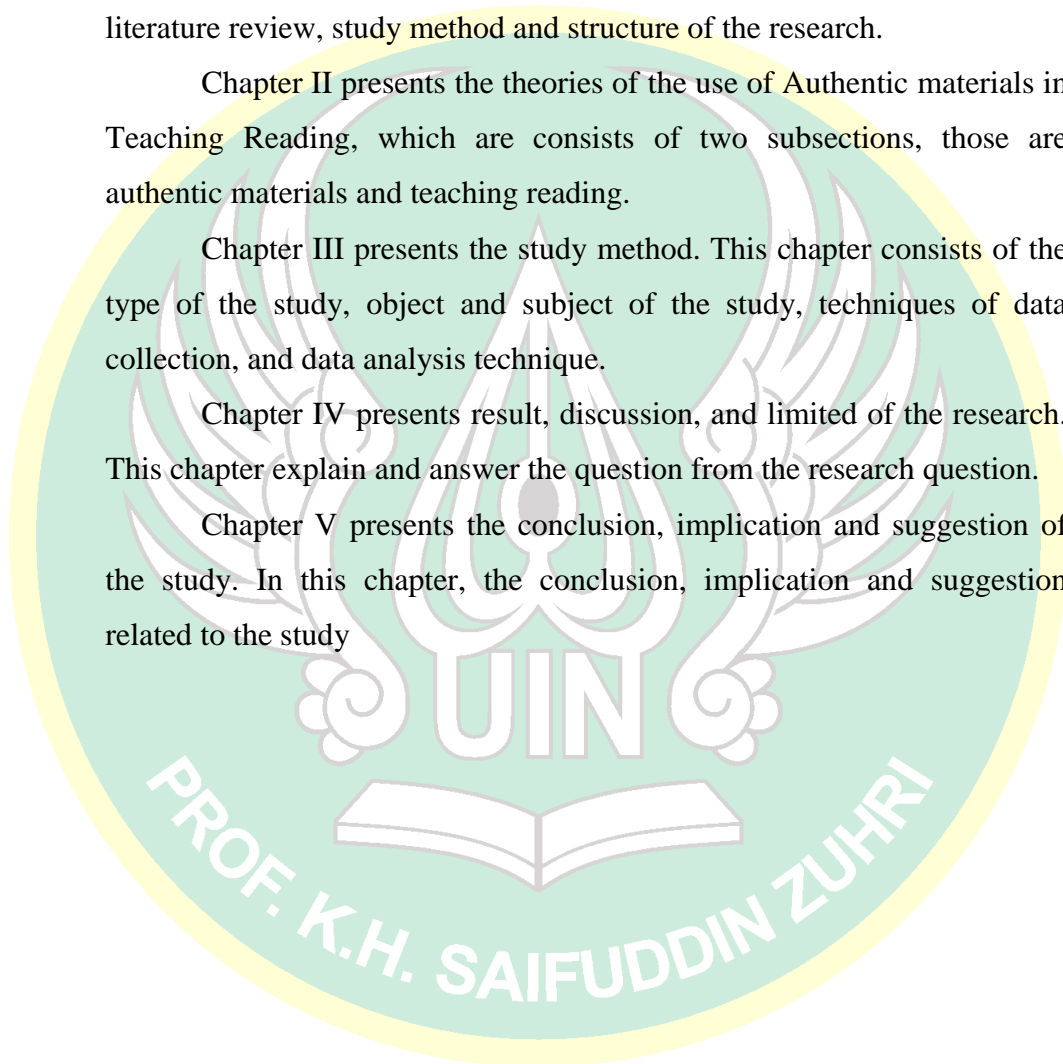 literature review, study method and structure of the research.
Chapter II presents the theories of the use of Authentic materials in
Teaching Reading, which are consists of two subsections, those are
authentic materials and teaching reading.
Chapter III presents the study method. This chapter consists of the
type of the study, object and subject of the study, techniques of data
collection, and data analysis technique.
Chapter IV presents result, discussion, and limited of the research.
This chapter explain and answer the question from the research question.
Chapter V presents the conclusion, implication and suggestion of
the study. In this chapter, the conclusion, implication and suggestion
related to the study
UIN
PROF. K.H. SAIFUDDIN ZUHRI